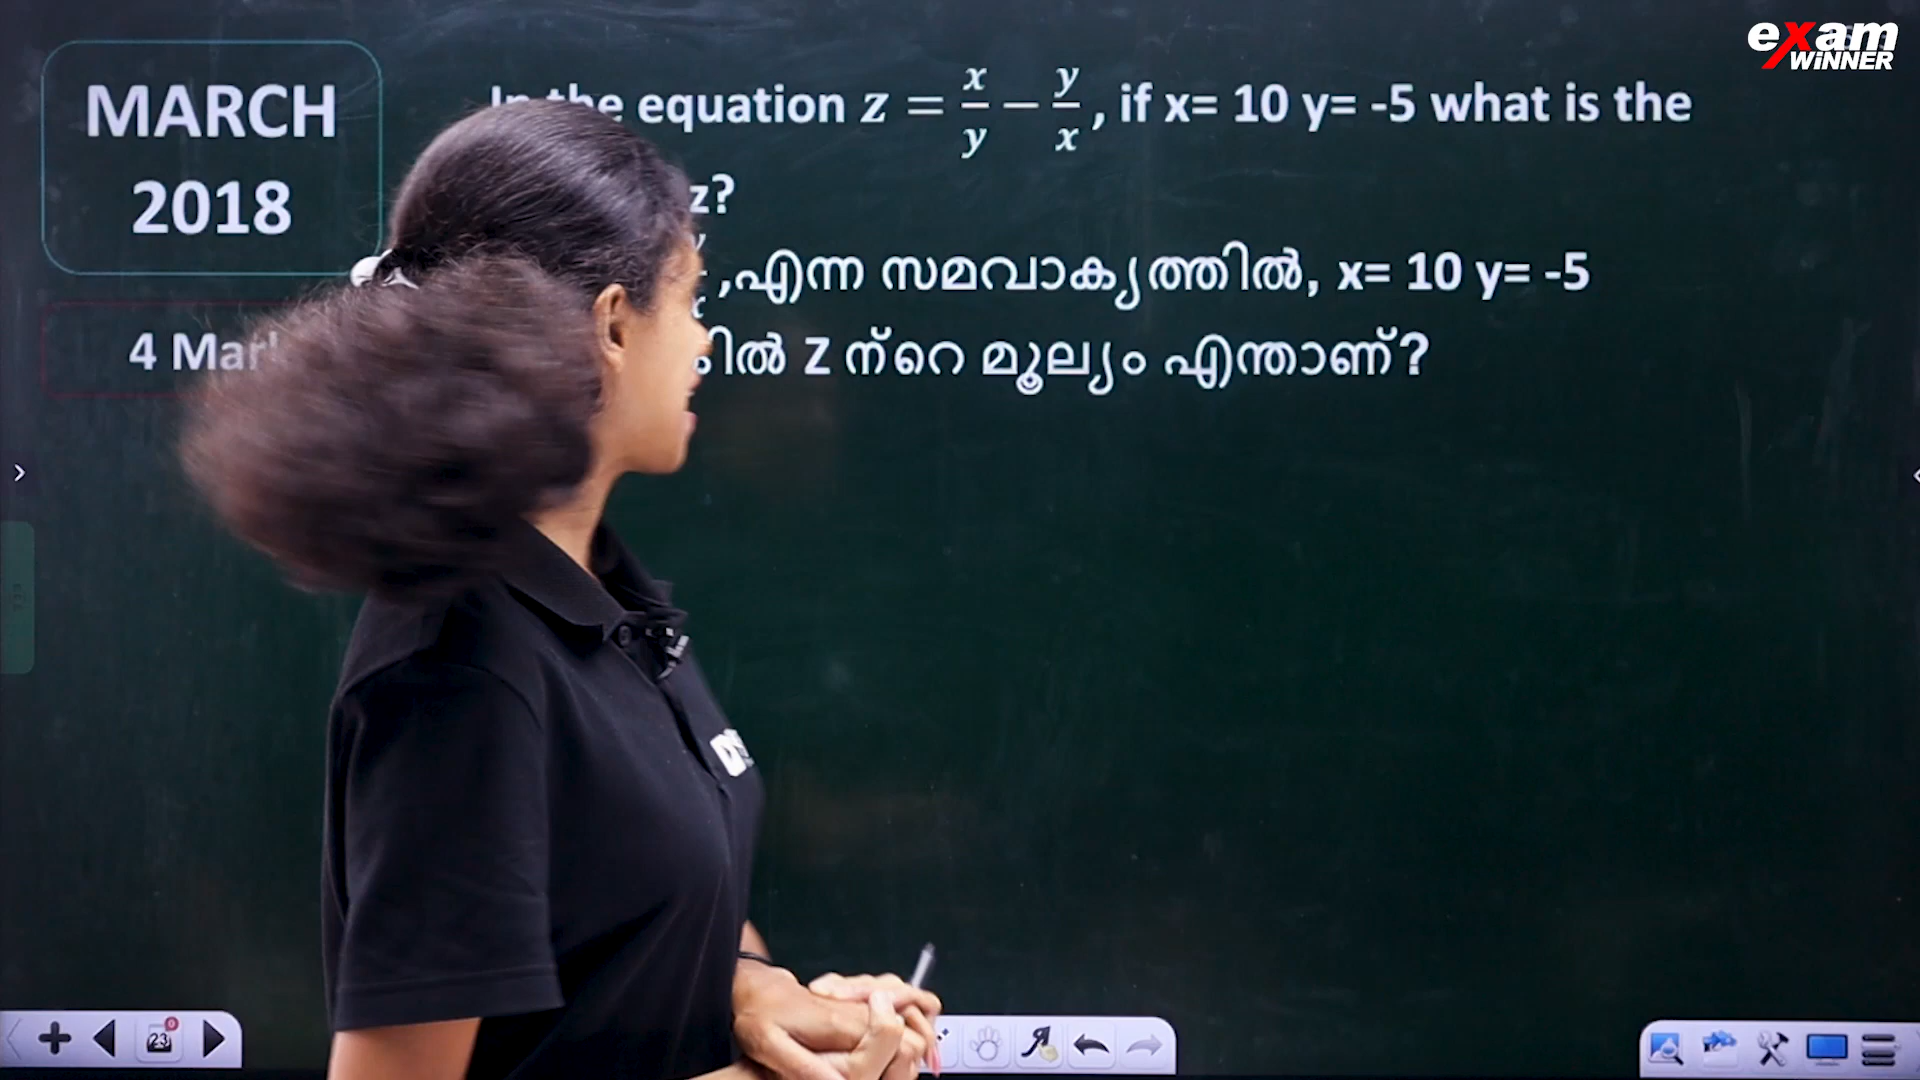 exam
WiNNER
MARCH
2018
4
the equation z = x/y − y/x , if x= 10 y= -5 what is the
z?
,എന്ന സമവാക്യത്തിൽ, x= 10 y= -5
z ന്റെ മൂല്യം എന്താണ്?
23